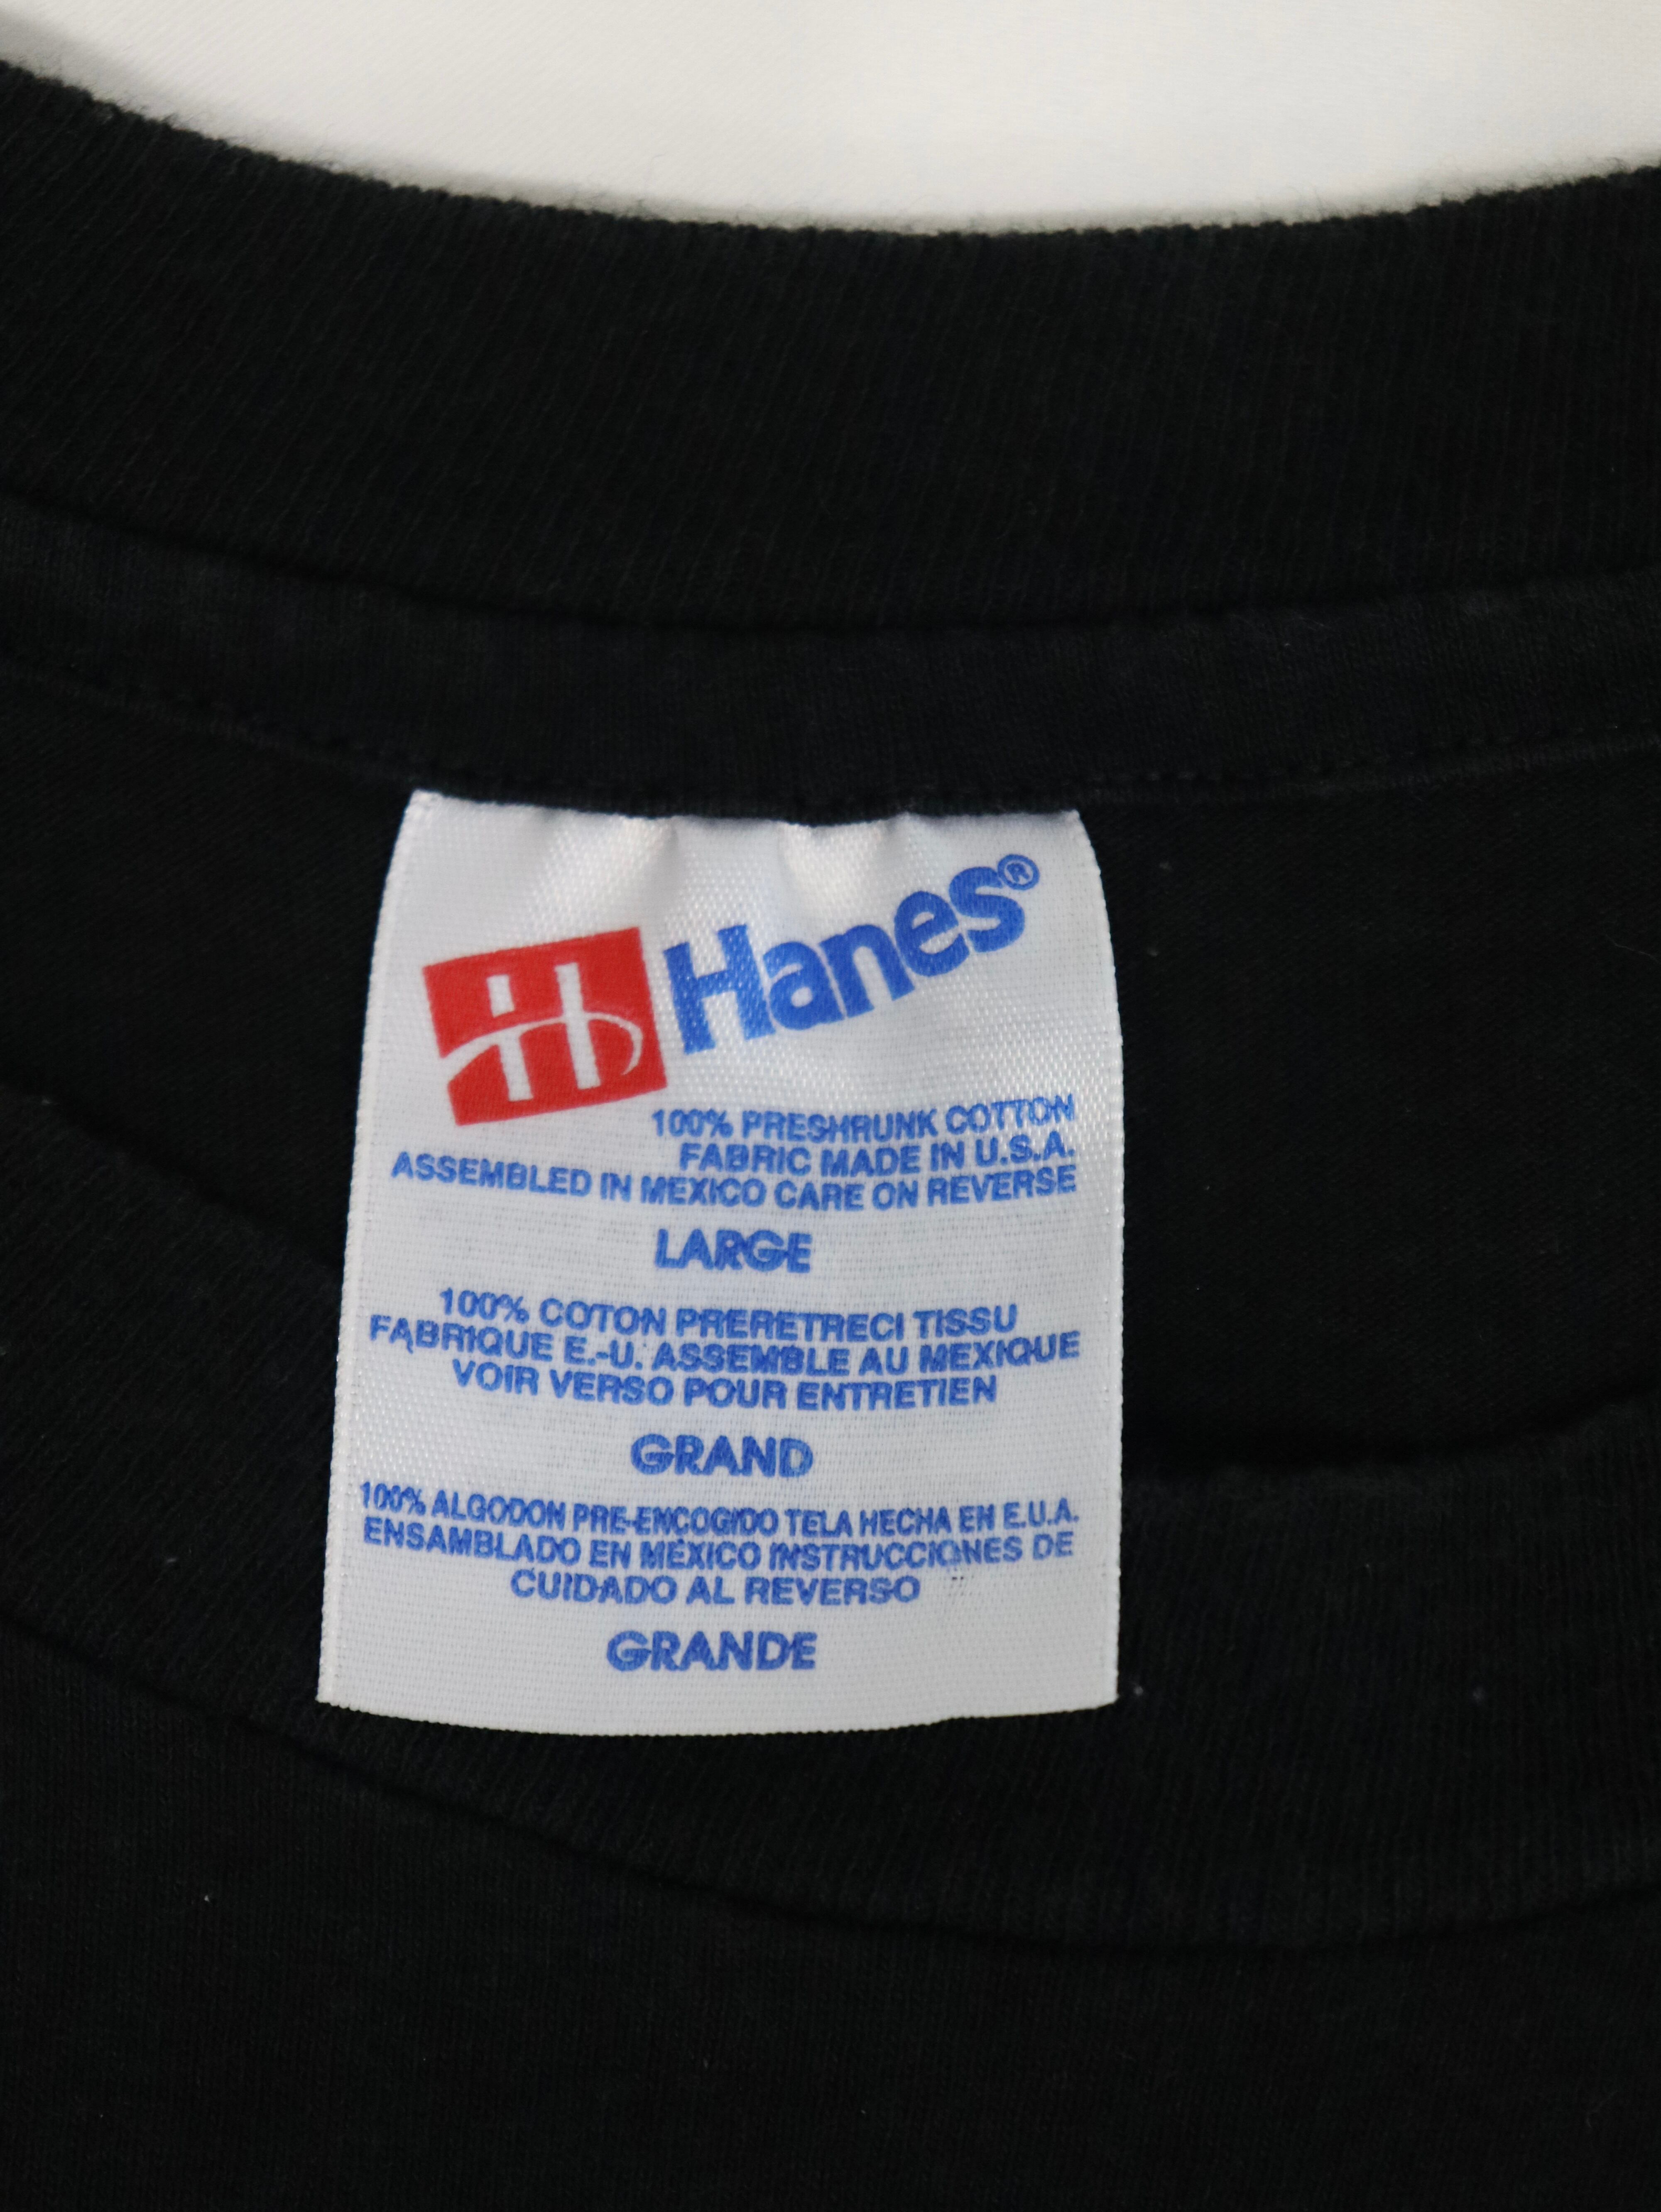 Hanes®
100% PRESHRUNK COTTON
FABRIC MADE IN U.S.A.
ASSEMBLED IN MEXICO CARE ON REVERSE
LARGE
100% COTON PRERETRECI TISSU
FABRIQUE E.-U. ASSEMBLE AU MEXIQUE
VOIR VERSO POUR ENTRETIEN
GRAND
100% ALGODON PRE-ENCOGIDO TELA HECHA EN E.U.A.
ENSAMBLADO EN MEXICO INSTRUCCIONES DE
CUIDADO AL REVERSO
GRANDE